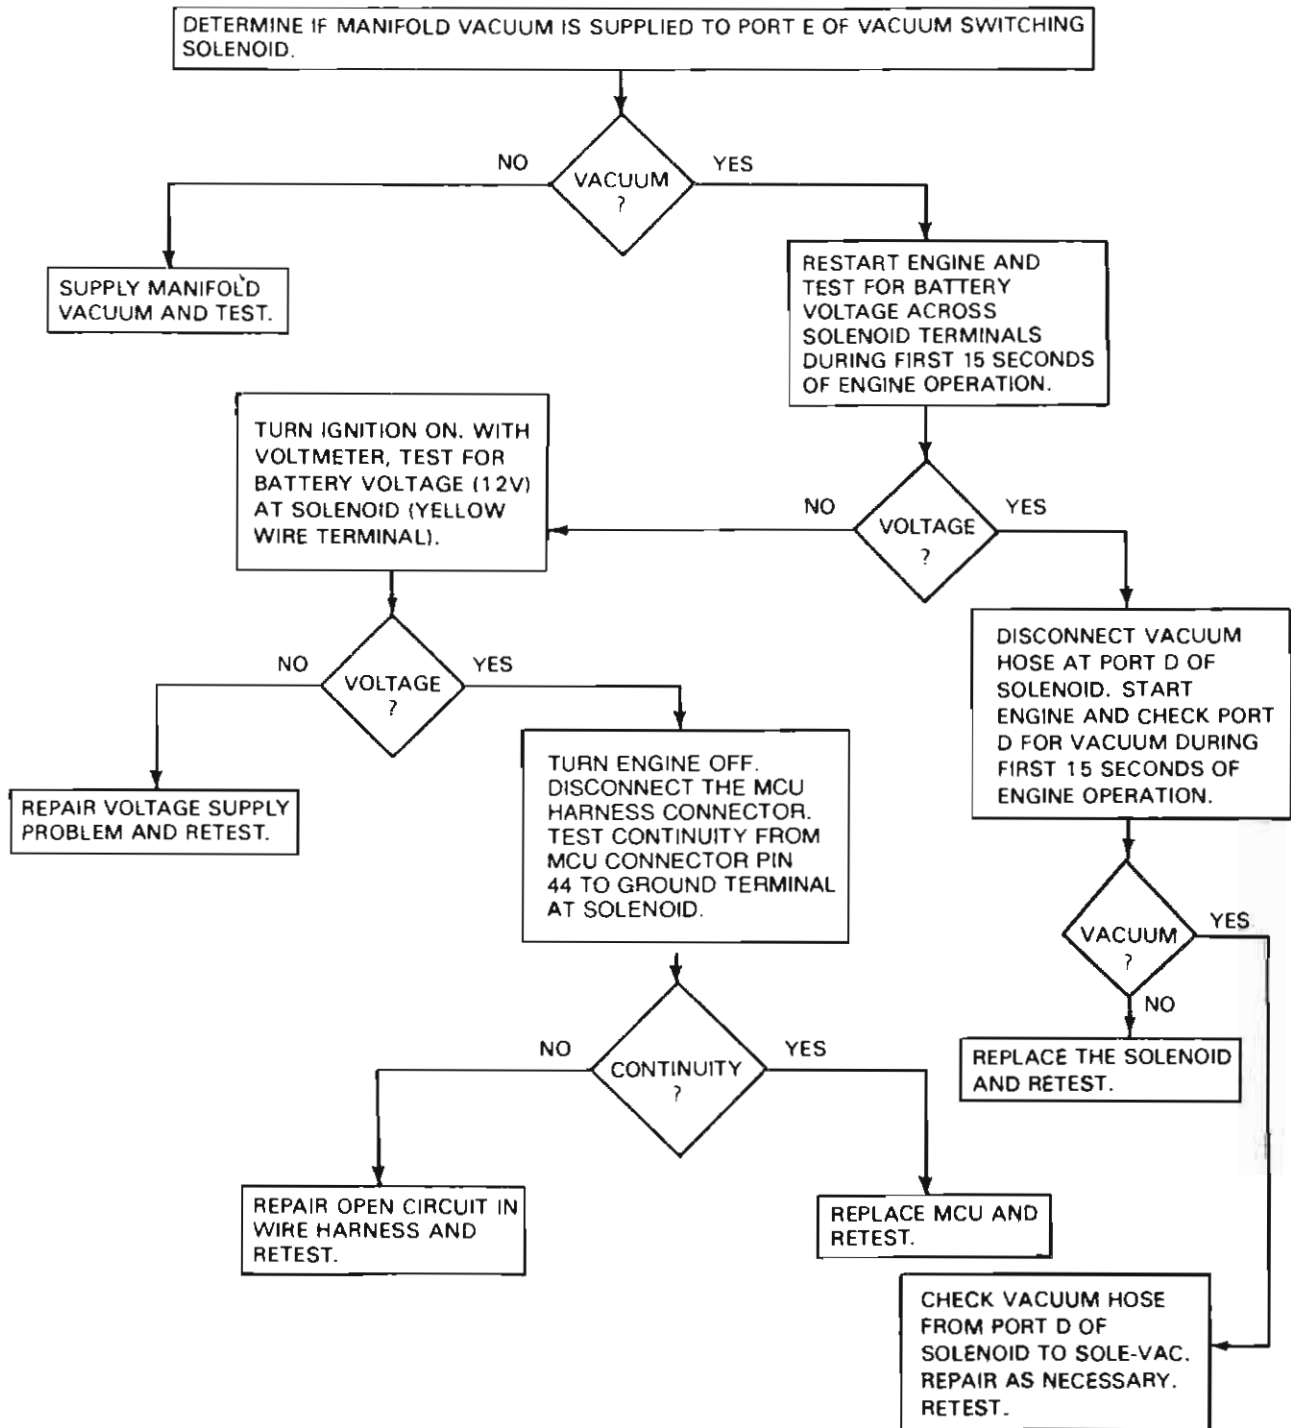 DETERMINE IF MANIFOLD VACUUM IS SUPPLIED TO PORT E OF VACUUM SWITCHING
SOLENOID.
NO
YES
VACUUM
?
SUPPLY MANIFOLD
VACUUM AND TEST.
RESTART ENGINE AND
TEST FOR BATTERY
VOLTAGE ACROSS
SOLENOID TERMINALS
DURING FIRST 15 SECONDS
OF ENGINE OPERATION.
TURN IGNITION ON. WITH
VOLTMETER, TEST FOR
BATTERY VOLTAGE (12V)
AT SOLENOID (YELLOW
WIRE TERMINAL).
NO
YES
VOLTAGE
?
DISCONNECT VACUUM
HOSE AT PORT D OF
SOLENOID. START
ENGINE AND CHECK PORT
D FOR VACUUM DURING
FIRST 15 SECONDS OF
ENGINE OPERATION.
NO
YES
VOLTAGE
?
REPAIR VOLTAGE SUPPLY
PROBLEM AND RETEST.
TURN ENGINE OFF.
DISCONNECT THE MCU
HARNESS CONNECTOR.
TEST CONTINUITY FROM
MCU CONNECTOR PIN
44 TO GROUND TERMINAL
AT SOLENOID.
VACUUM
?
YES
NO
REPLACE THE SOLENOID
AND RETEST.
NO
YES
CONTINUITY
?
REPAIR OPEN CIRCUIT IN
WIRE HARNESS AND
RETEST.
REPLACE MCU AND
RETEST.
CHECK VACUUM HOSE
FROM PORT D OF
SOLENOID TO SOLE-VAC.
REPAIR AS NECESSARY.
RETEST.